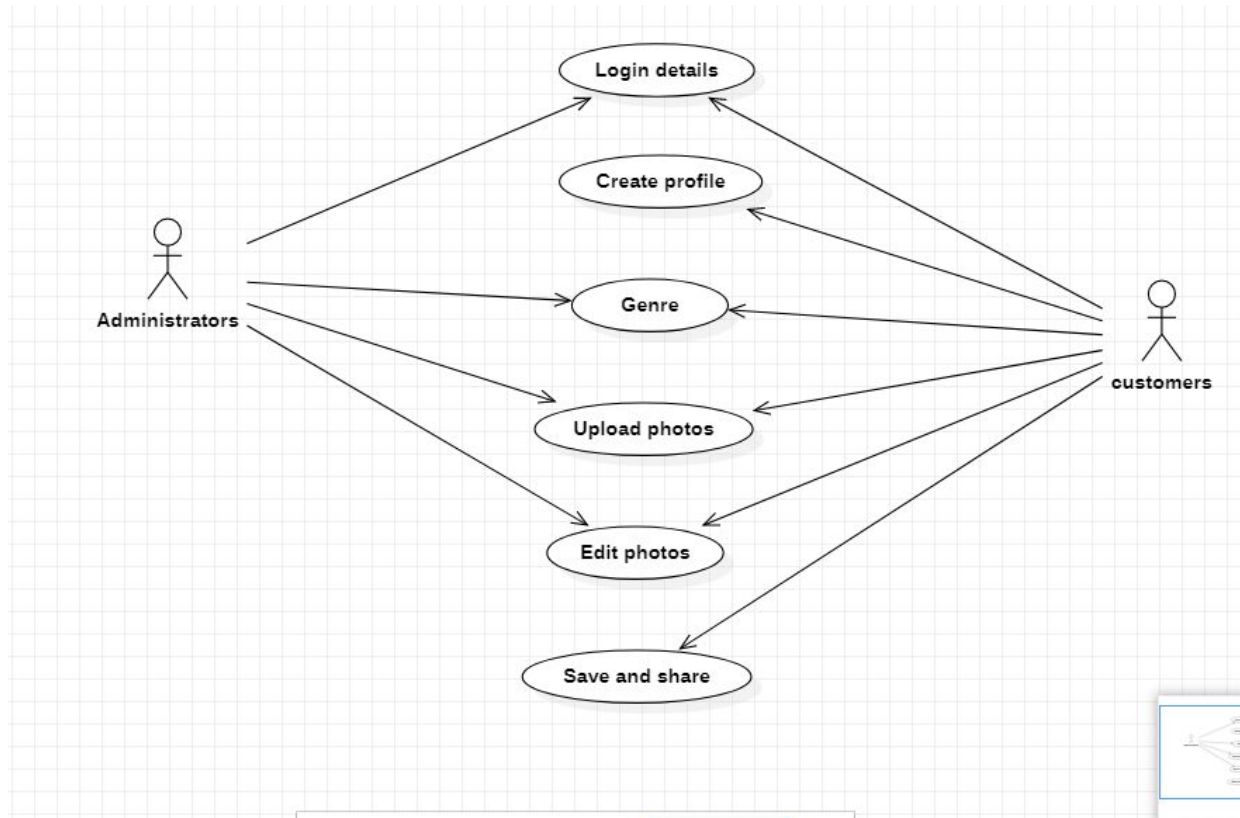 Login details
Create profile
Genre
Administrators
customers
Upload photos
Edit photos
Save and share